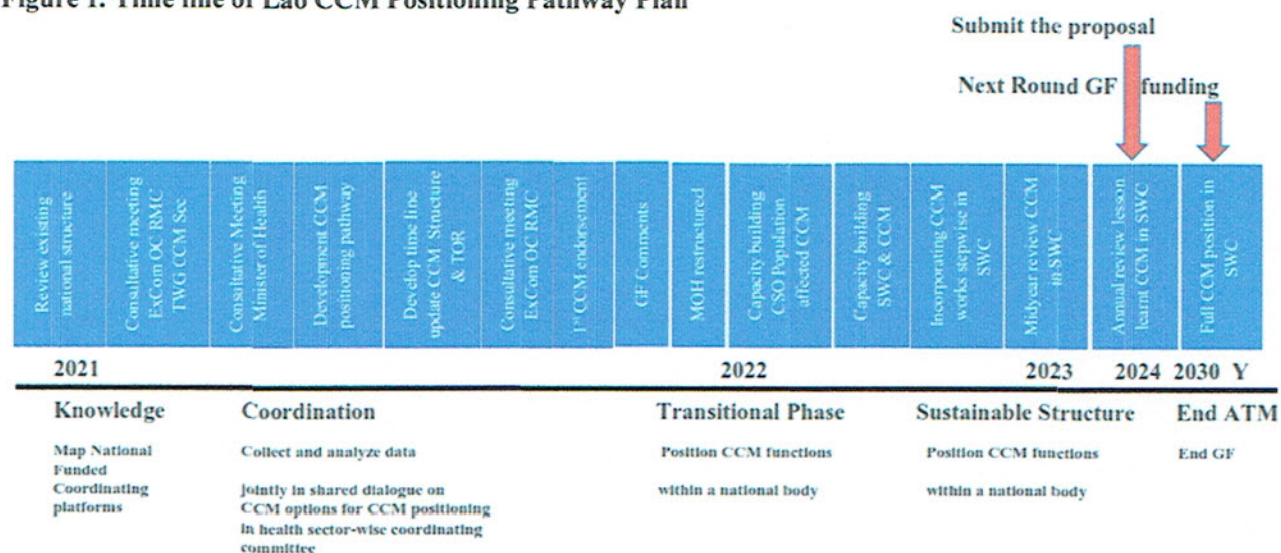 Figure 1. Time line of Lao CCM Positioning Pathway Plan
Submit the proposal
Next Round GF funding
Review existing
national structure
Consultative meeting
ExCom OC RMC
TWG CCM Sec
Consultative Meeting
Minister of Health
Development CCM
positioning pathway
Develop time line
update CCM Structure
& TOR
Consultative meeting
ExCom OC RMC
1st CCM endorsement
GF Comments
MOH restructured
Capacity building
CSO Population
affected CCM
Capacity building
SWC & CCM
Incorporating CCM
works stepwise in
SWC
Midyear review CCM
in SWC
Annual review lesson
learnt CCM in SWC
Full CCM position in
SWC
2021 2022 2023 2024 2030 Y
Knowledge
Map National
Funded
Coordinating
platforms
Coordination
Collect and analyze data
jointly in shared dialogue on
CCM options for CCM positioning
in health sector-wise coordinating
committee
Transitional Phase
Position CCM functions
within a national body
Sustainable Structure
Position CCM functions
within a national body
End ATM
End GF